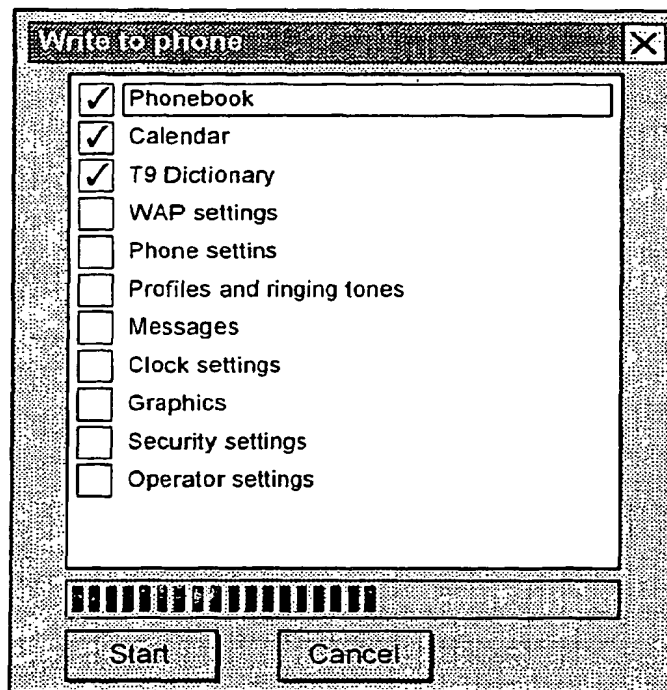 Write to phone
Phonebook
Calendar
T9 Dictionary
WAP settings
Phone settins
Profiles and ringing tones
Messages
Clock settings
Graphics
Security settings
Operator settings
Start Cancel